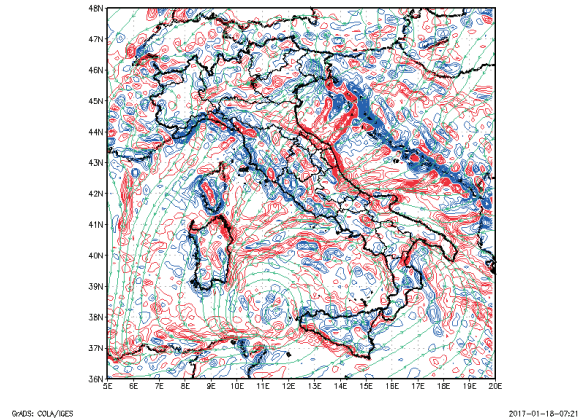 48N
47N
46N
45N
44N
43N
42N
41N
40N
39N
38N
37N
36N
5E 6E 7E 8E 9E 10E 11E 12E 13E 14E 15E 16E 17E 18E 19E 20E
GrADS: COLA/IGES 2017-01-18-07:21